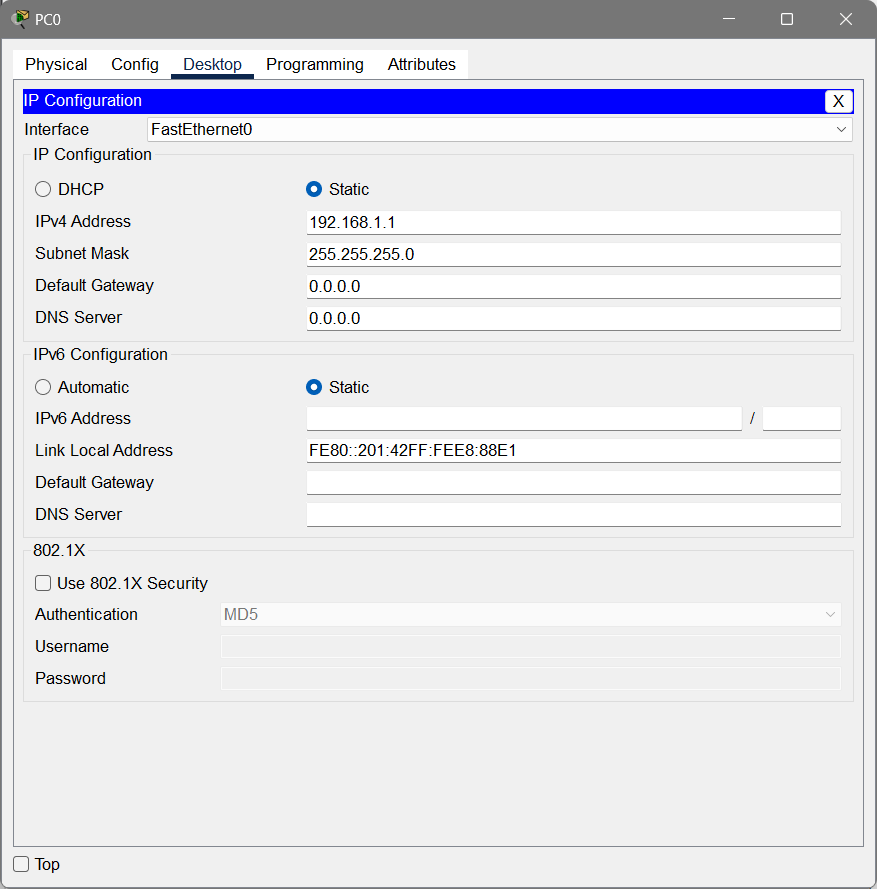 PC0
Physical Config Desktop Programming Attributes
IP Configuration X
Interface FastEthernet0
IP Configuration
DHCP Static
IPv4 Address 192.168.1.1
Subnet Mask 255.255.255.0
Default Gateway 0.0.0.0
DNS Server 0.0.0.0
IPv6 Configuration
Automatic Static
IPv6 Address /
Link Local Address FE80::201:42FF:FEE8:88E1
Default Gateway
DNS Server
802.1X
Use 802.1X Security
Authentication MD5
Username
Password
Top